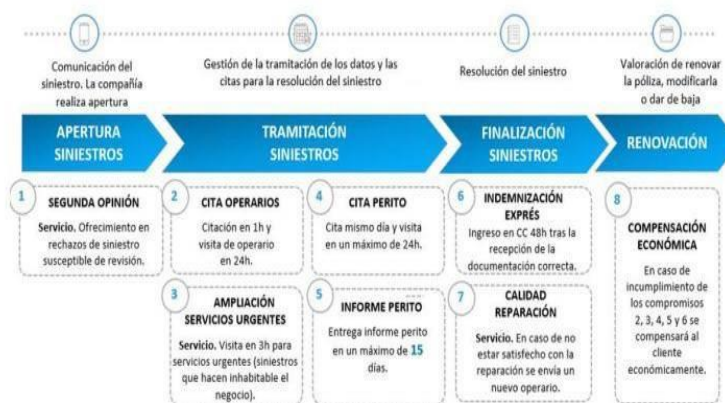 Comunicación del
siniestro. La compañía
realiza apertura
Gestión de la tramitación de los datos y las
citas para la resolución del siniestro
Resolución del siniestro
Valoración de renovar
la póliza, modificarla
o dar de baja
APERTURA
SINIESTROS
TRAMITACIÓN
SINIESTROS
FINALIZACIÓN
SINIESTROS
RENOVACIÓN
1
SEGUNDA OPINIÓN
Servicio. Ofrecimiento en
rechazos de siniestro
susceptible de revisión.
2
CITA OPERARIOS
Citación en 1h y
visita de operario
en 24h.
3
AMPLIACIÓN
SERVICIOS URGENTES
Servicio. Visita en 3h para
servicios urgentes (siniestros
que hacen inhabitable el
negocio).
4
CITA PERITO
Cita mismo día y visita
en un máximo de 24h.
5
INFORME PERITO
Entrega informe perito
en un máximo de 15
días.
6
INDEMNIZACIÓN
EXPRÉS
Ingreso en CC 48h tras la
recepción de la
documentación correcta.
7
CALIDAD
REPARACIÓN
Servicio. En caso de no
estar satisfecho con la
reparación se envía un
nuevo operario.
8
COMPENSACIÓN
ECONÓMICA
En caso de
incumplimiento de
los compromisos
2, 3, 4, 5 y 6 se
compensará al
cliente
económicamente.